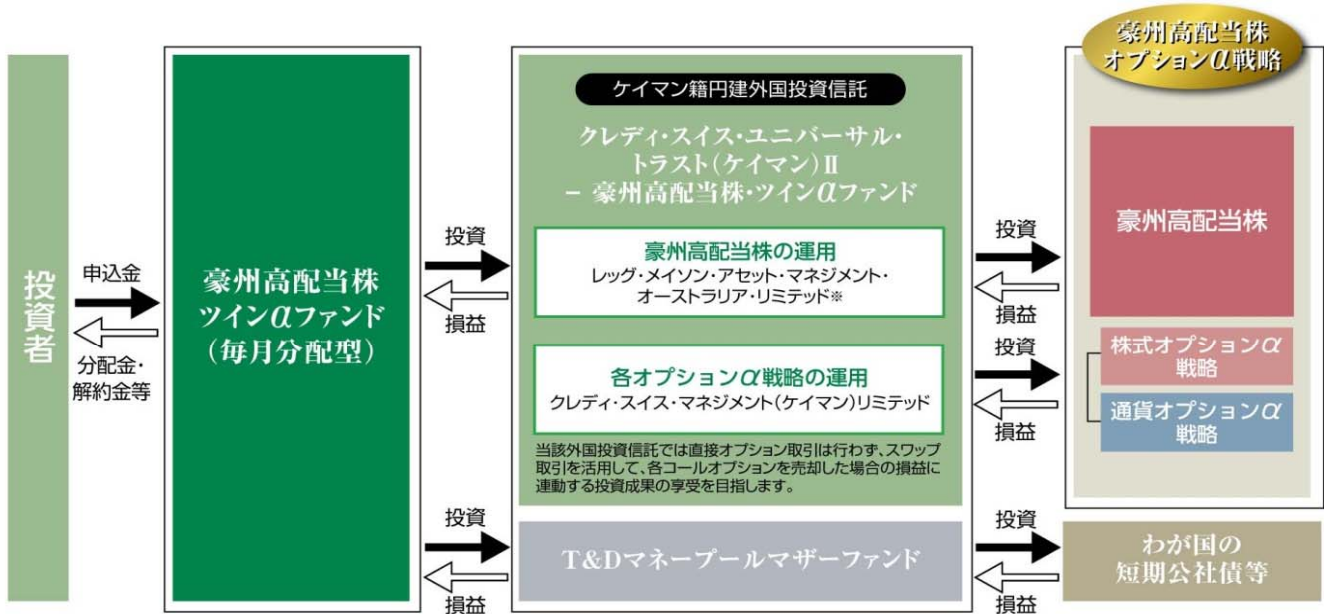 投資者
申込金
分配金・
解約金等
豪州高配当株
ツインαファンド
(毎月分配型)
投資
損益
投資
損益
ケイマン籍円建外国投資信託
クレディ・スイス・ユニバーサル・
トラスト(ケイマン)Ⅱ
− 豪州高配当株・ツインαファンド
豪州高配当株の運用
レッグ・メイソン・アセット・マネジメント・
オーストラリア・リミテッド※
各オプションα戦略の運用
クレディ・スイス・マネジメント(ケイマン)リミテッド
当該外国投資信託では直接オプション取引は行わず、スワップ
取引を活用して、各コールオプションを売却した場合の損益に
連動する投資成果の享受を目指します。
T&Dマネープールマザーファンド
投資
損益
投資
損益
投資
損益
豪州高配当株
オプションα戦略
豪州高配当株
株式オプションα
戦略
通貨オプションα
戦略
わが国の
短期公社債等